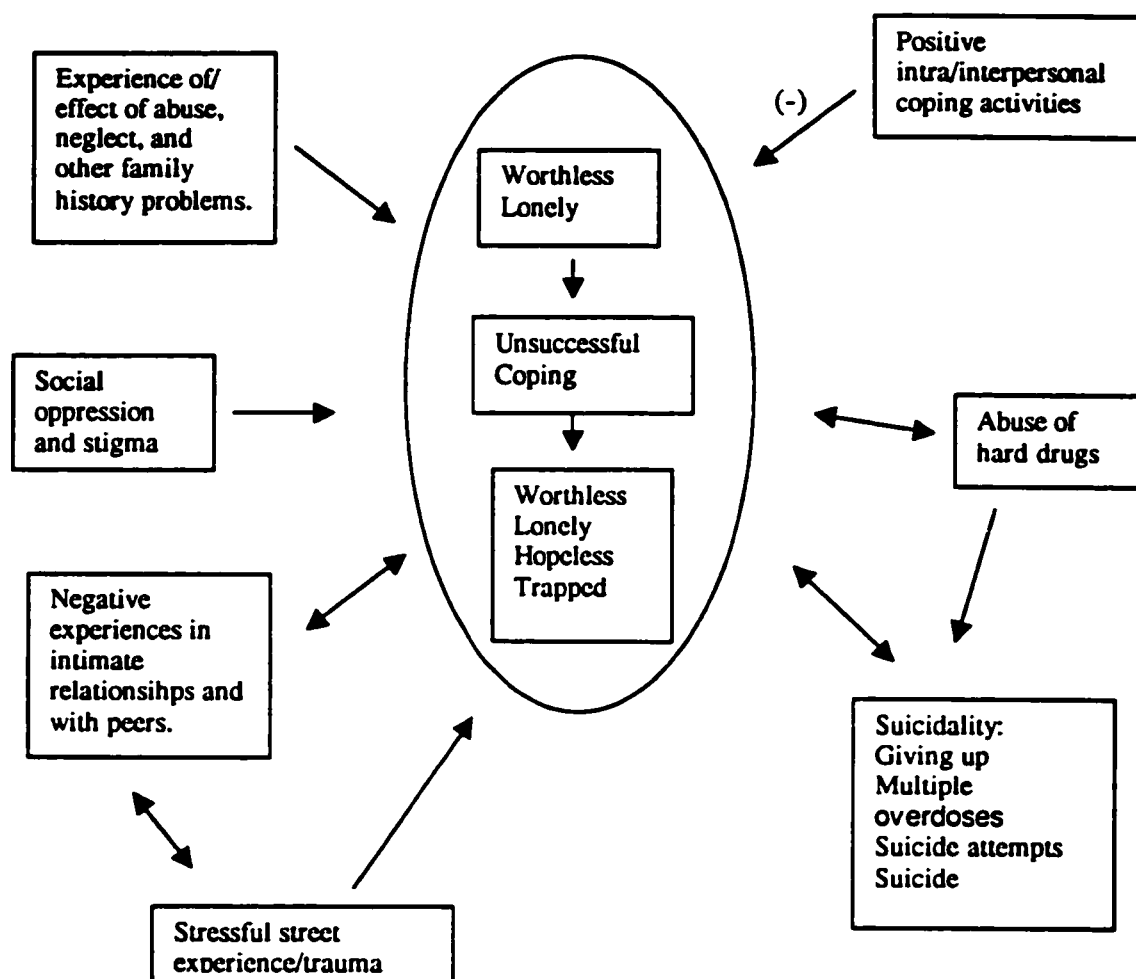 Experience of/
effect of abuse,
neglect, and
other family
history problems.
Positive
intra/interpersonal
coping activities
(-)
Worthless
Lonely
Unsuccessful
Coping
Social
oppression
and stigma
Abuse of
hard drugs
Worthless
Lonely
Hopeless
Trapped
Negative
experiences in
intimate
relationsihps and
with peers.
Suicidality:
Giving up
Multiple
overdoses
Suicide attempts
Suicide
Stressful street
experience/trauma